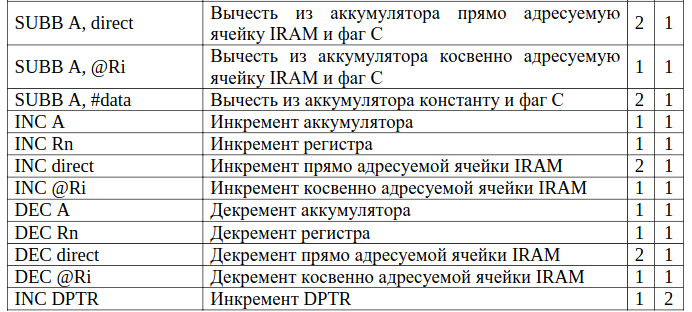 SUBB A, direct Вычесть из аккумулятора прямо адресуемую 2 1
ячейку IRAM и фаг C
SUBB A, @Ri Вычесть из аккумулятора косвенно адресуемую 1 1
ячейку IRAM и фаг C
SUBB A, #data Вычесть из аккумулятора константу и фаг C 2 1
INC A Инкремент аккумулятора 1 1
INC Rn Инкремент регистра 1 1
INC direct Инкремент прямо адресуемой ячейки IRAM 2 1
INC @Ri Инкремент косвенно адресуемой ячейки IRAM 1 1
DEC A Декремент аккумулятора 1 1
DEC Rn Декремент регистра 1 1
DEC direct Декремент прямо адресуемой ячейки IRAM 2 1
DEC @Ri Декремент косвенно адресуемой ячейки IRAM 1 1
INC DPTR Инкремент DPTR 1 2